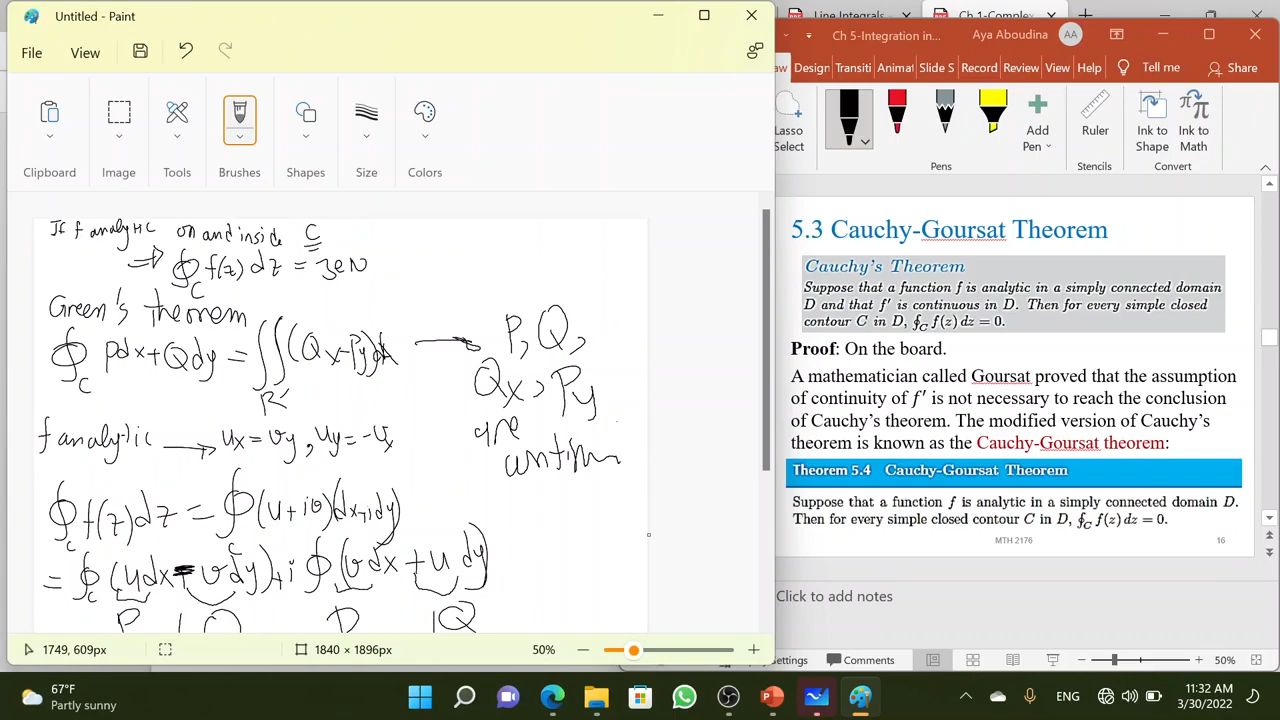 Untitled - Paint
File
View
Clipboard
Image
Tools
Brushes
Shapes
Size
Colors
If f analytic on and inside C
⇒ ∮_C f(z) dz = zero
Green's theorem
∮_C Pdx + Qdy = ∬_R (Qx - Py) → P, Q,
Qx, Py
are
f analytic → ux = vy, uy = -vx
∮_C f(z) dz = ∮_C (u + iv)(dx + idy)
= ∮_C (udx - vdy) + i ∮ (vdx + u dy)
P Q P Q
1749, 609px
1840 × 1896px
50%
Line Integrals
Ch 1-Comple
Ch 5-Integration in...
Aya Aboudina
AA
aw
Design
Transiti
Animat
Slide S
Record
Review
View
Help
Tell me
Share
Lasso
Select
Add
Pen
Ruler
Ink to
Shape
Ink to
Math
Pens
Stencils
Convert
5.3 Cauchy-Goursat Theorem
Cauchy's Theorem
Suppose that a function f is analytic in a simply connected domain
D and that f′ is continuous in D. Then for every simple closed
contour C in D, ∮_C f(z) dz = 0.
Proof: On the board.
A mathematician called Goursat proved that the assumption
of continuity of f′ is not necessary to reach the conclusion
of Cauchy's theorem. The modified version of Cauchy's
theorem is known as the Cauchy-Goursat theorem:
Theorem 5.4 Cauchy-Goursat Theorem
Suppose that a function f is analytic in a simply connected domain D.
Then for every simple closed contour C in D, ∮_C f(z) dz = 0.
MTH 2176
16
Click to add notes
Settings
Comments
50%
67°F
Partly sunny
ENG
11:32 AM
3/30/2022